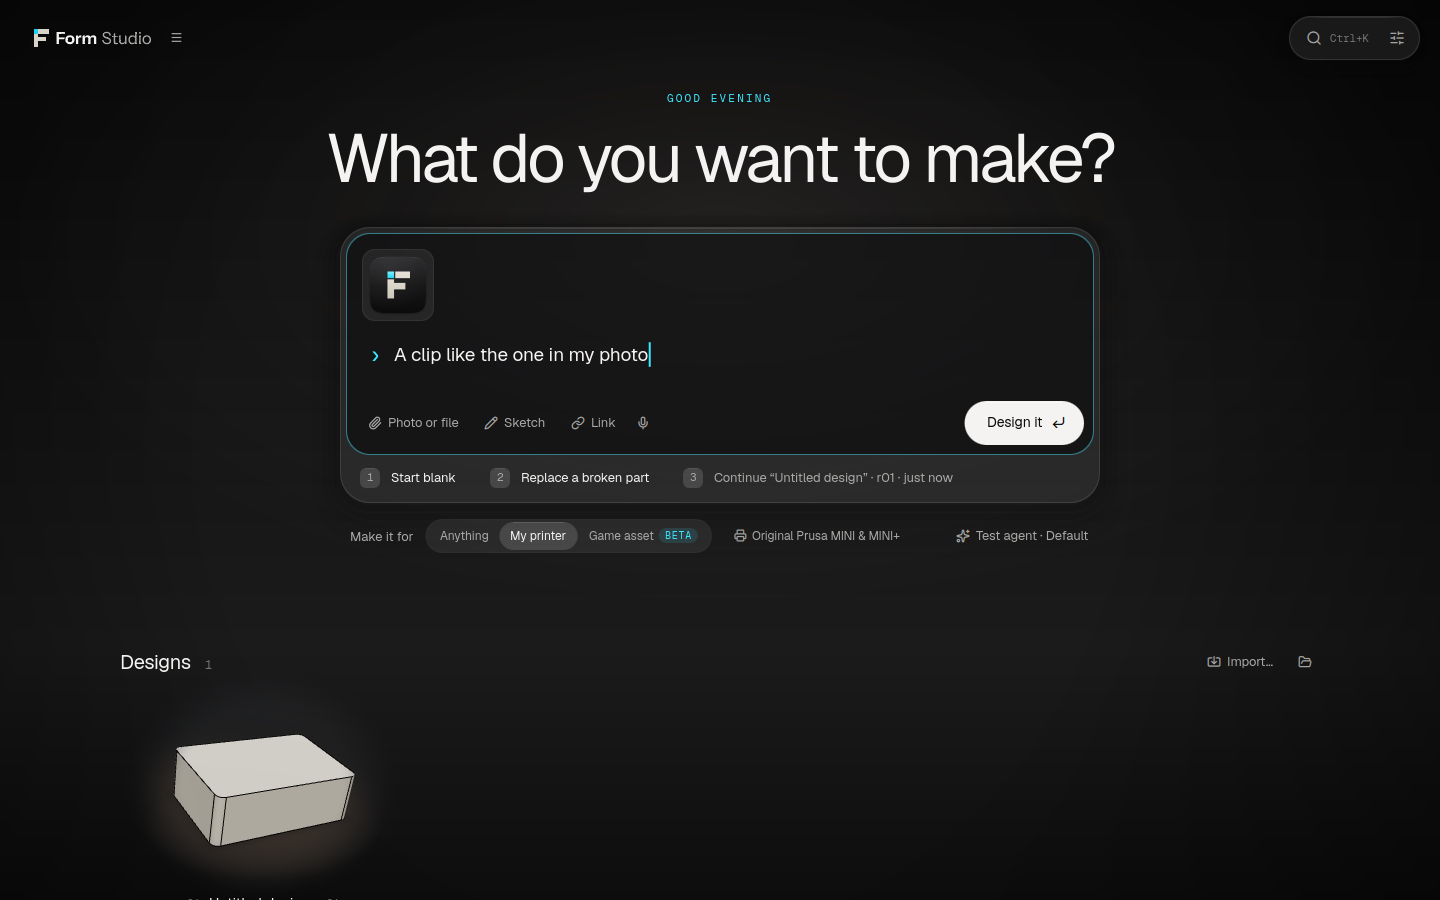 Form Studio
Ctrl+K
GOOD EVENING
What do you want to make?
F
› A clip like the one in my photo
Photo or file
Sketch
Link
Design it
1 Start blank
2 Replace a broken part
3 Continue “Untitled design” · r01 · just now
Make it for
Anything
My printer
Game asset BETA
Original Prusa MINI & MINI+
Test agent · Default
Designs 1
Import…